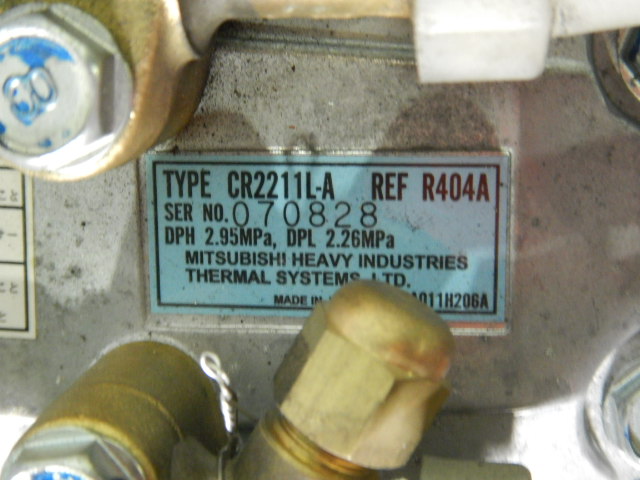 TYPE CR2211L-A REF R404A
SER NO. 070828
DPH 2.95MPa, DPL 2.26MPa
MITSUBISHI HEAVY INDUSTRIES
THERMAL SYSTEMS, LTD.
MADE IN A011H206A